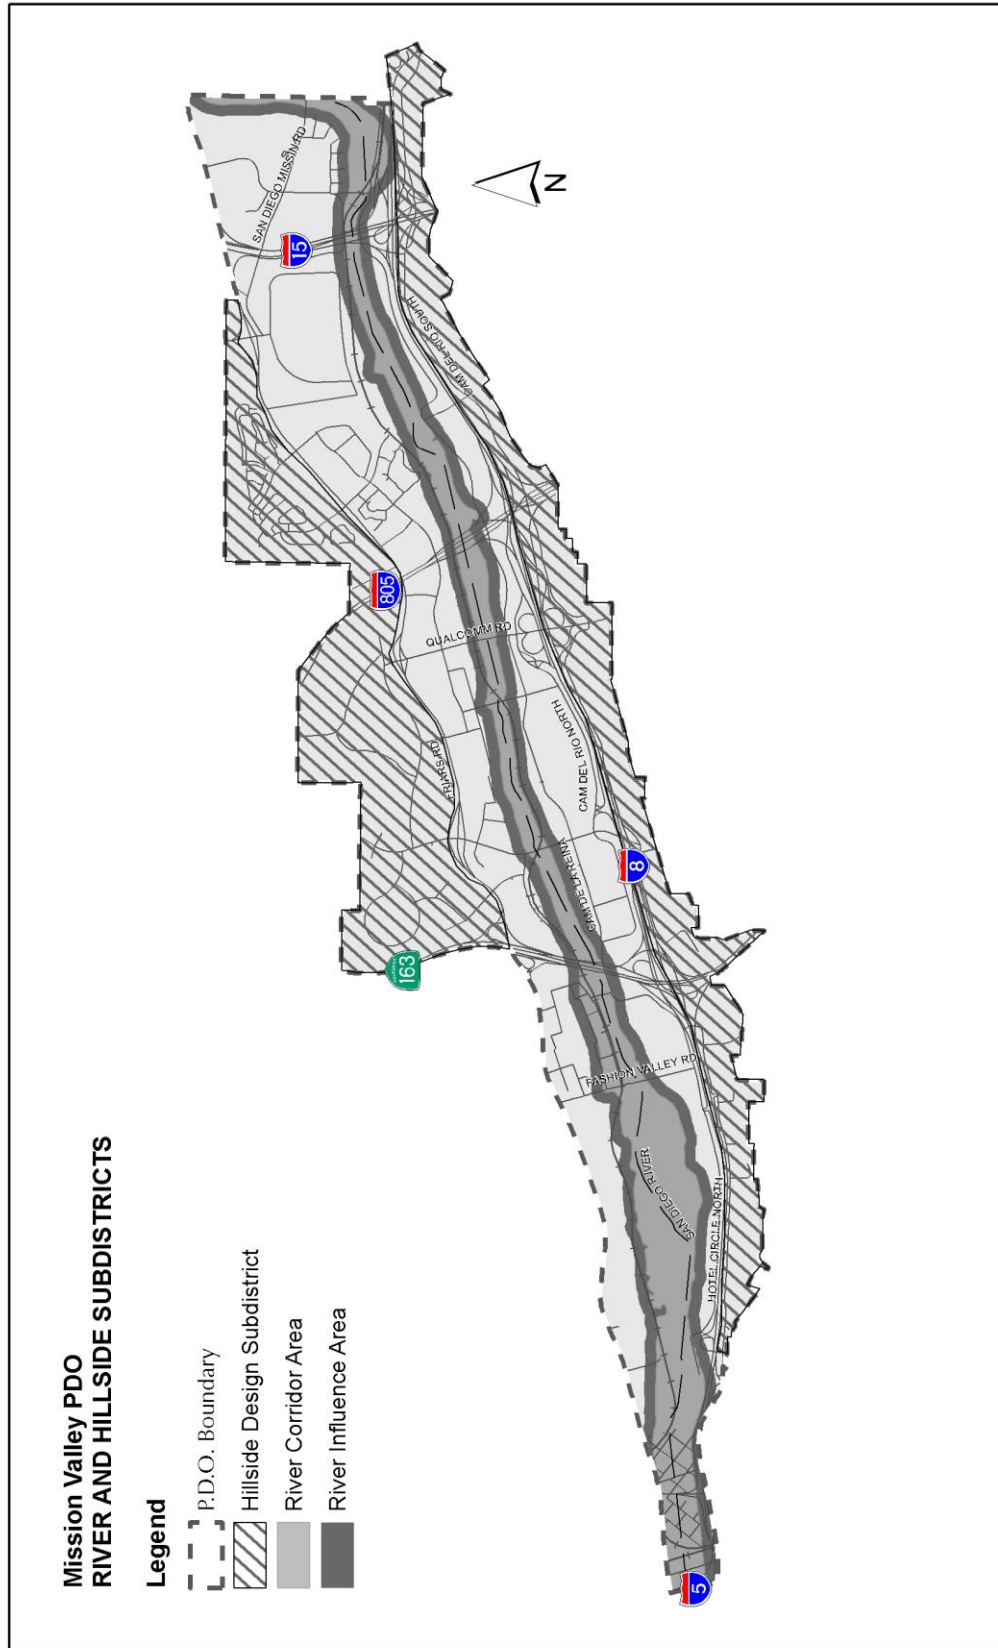 Mission Valley PDO
RIVER AND HILLSIDE SUBDISTRICTS
Legend
P.D.O. Boundary
Hillside Design Subdistrict
River Corridor Area
River Influence Area
163
805
15
SAN DIEGO MISSIN RD
FRIARS RD
QUALCOMM RD
FASHION VALLEY RD
CAM DE LA REINA
CAM DEL RIO NORTH
CAM DEL RIO SOUTH
SAN DIEGO RIVER
HOTEL CIRCLE NORTH
8
5
N